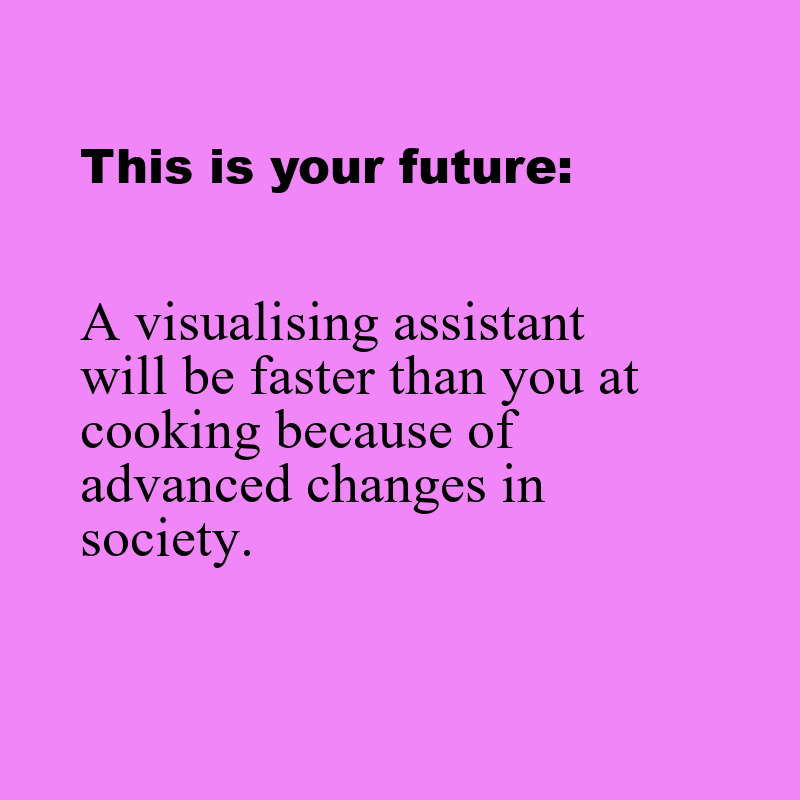 This is your future:
A visualising assistant
will be faster than you at
cooking because of
advanced changes in
society.